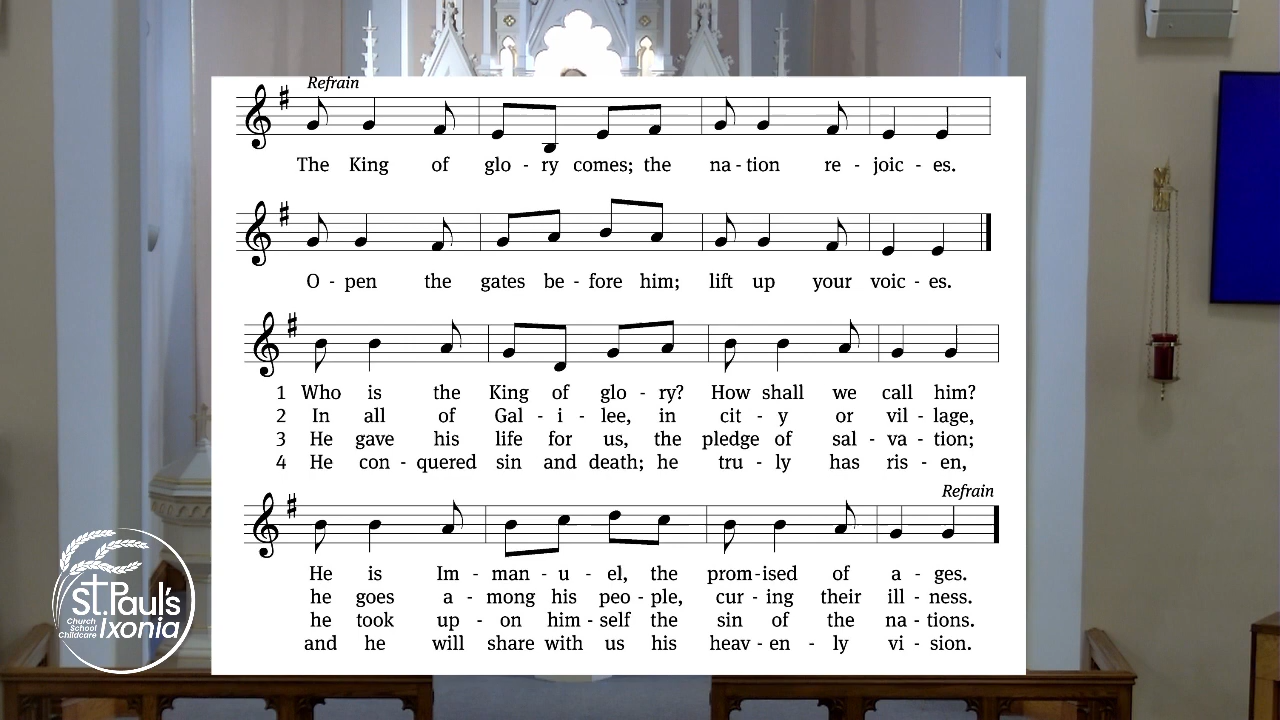 Refrain
The King of glo - ry comes; the na - tion re - joic - es.
O - pen the gates be - fore him; lift up your voic - es.
1 Who is the King of glo - ry? How shall we call him?
2 In all of Gal - i - lee, in cit - y or vil - lage,
3 He gave his life for us, the pledge of sal - va - tion;
4 He con - quered sin and death; he tru - ly has ris - en,
Refrain
He is Im - man - u - el, the prom - ised of a - ges.
he goes a - mong his peo - ple, cur - ing their ill - ness.
he took up - on him - self the sin of the na - tions.
and he will share with us his heav - en - ly vi - sion.
St. Paul's
Church
School
Childcare
Ixonia